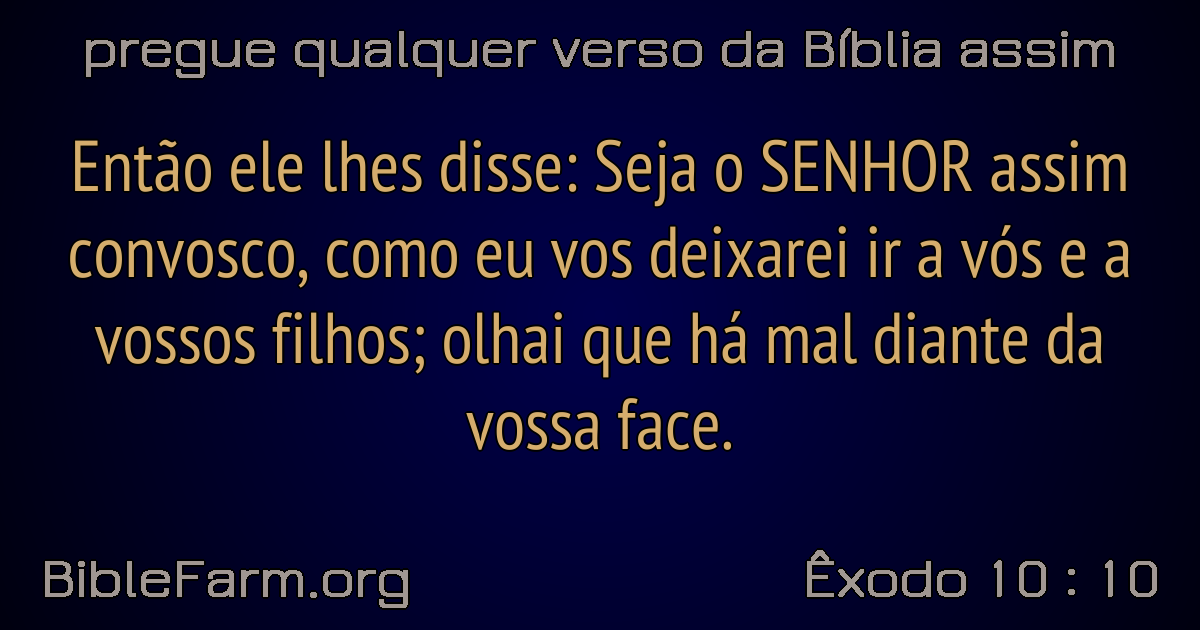 pregue qualquer verso da Bíblia assim
Então ele lhes disse: Seja o SENHOR assim
convosco, como eu vos deixarei ir a vós e a
vossos filhos; olhai que há mal diante da
vossa face.
BibleFarm.org
Êxodo 10 : 10